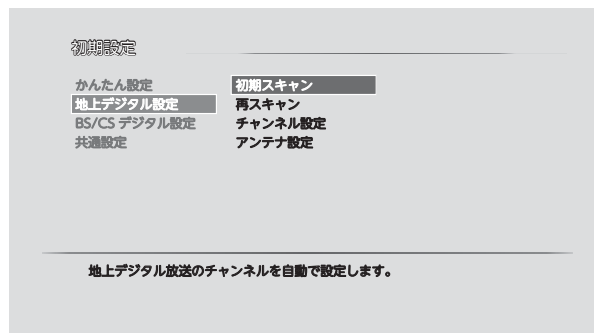 初期設定
かんたん設定
初期スキャン
地上デジタル設定
再スキャン
BS/CS デジタル設定
チャンネル設定
共通設定
アンテナ設定
地上デジタル放送のチャンネルを自動で設定します。